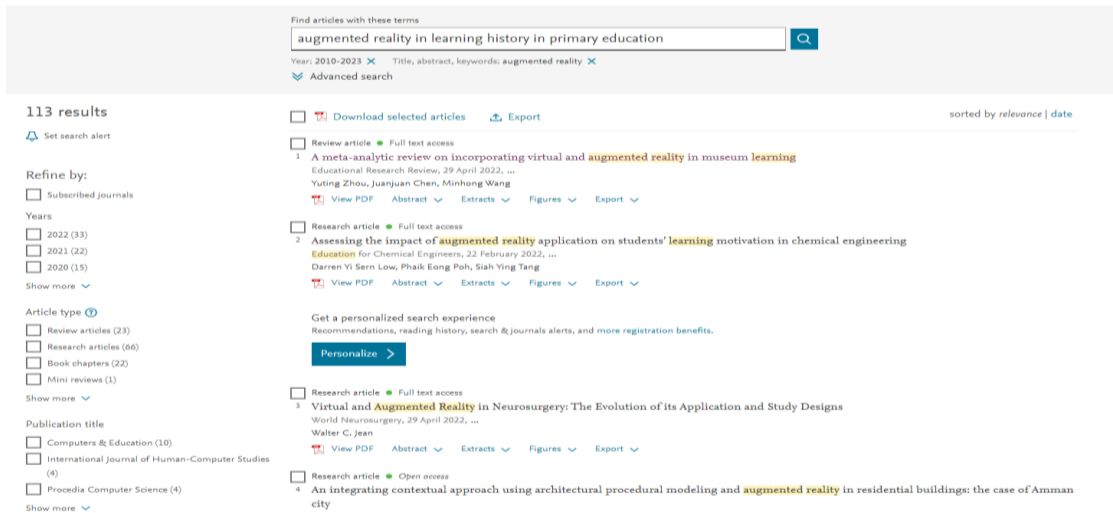 Find articles with these terms
augmented reality in learning history in primary education
Year: 2010-2023 Title, abstract, keywords: augmented reality
Advanced search
113 results
Set search alert
Refine by:
Subscribed journals
Years
2022 (33)
2021 (22)
2020 (15)
Show more
Article type
Review articles (23)
Research articles (66)
Book chapters (22)
Mini reviews (1)
Show more
Publication title
Computers & Education (10)
International Journal of Human-Computer Studies
(4)
Procedia Computer Science (4)
Show more
Download selected articles Export
sorted by relevance | date
Review article Full text access
1 A meta-analytic review on incorporating virtual and augmented reality in museum learning
Educational Research Review, 29 April 2022, ...
Yuting Zhou, Juanjuan Chen, Minhong Wang
View PDF Abstract Extracts Figures Export
Research article Full text access
2 Assessing the impact of augmented reality application on students' learning motivation in chemical engineering
Education for Chemical Engineers, 22 February 2022, ...
Darren Yi Sern Low, Phaik Eong Poh, Siah Ying Tang
View PDF Abstract Extracts Figures Export
Get a personalized search experience
Recommendations, reading history, search & journals alerts, and more registration benefits.
Personalize
Research article Full text access
3 Virtual and Augmented Reality in Neurosurgery: The Evolution of its Application and Study Designs
World Neurosurgery, 29 April 2022, ...
Walter C. Jean
View PDF Abstract Extracts Figures Export
Research article Open access
4 An integrating contextual approach using architectural procedural modeling and augmented reality in residential buildings: the case of Amman
city